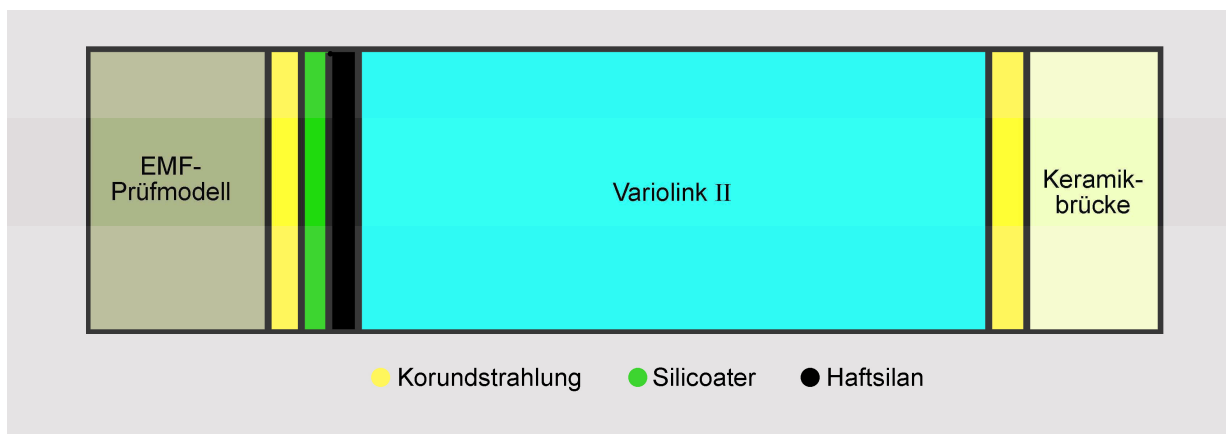 EMF-
Prüfmodell
Variolink II
Keramik-
brücke
Korundstrahlung Silicoater Haftsilan